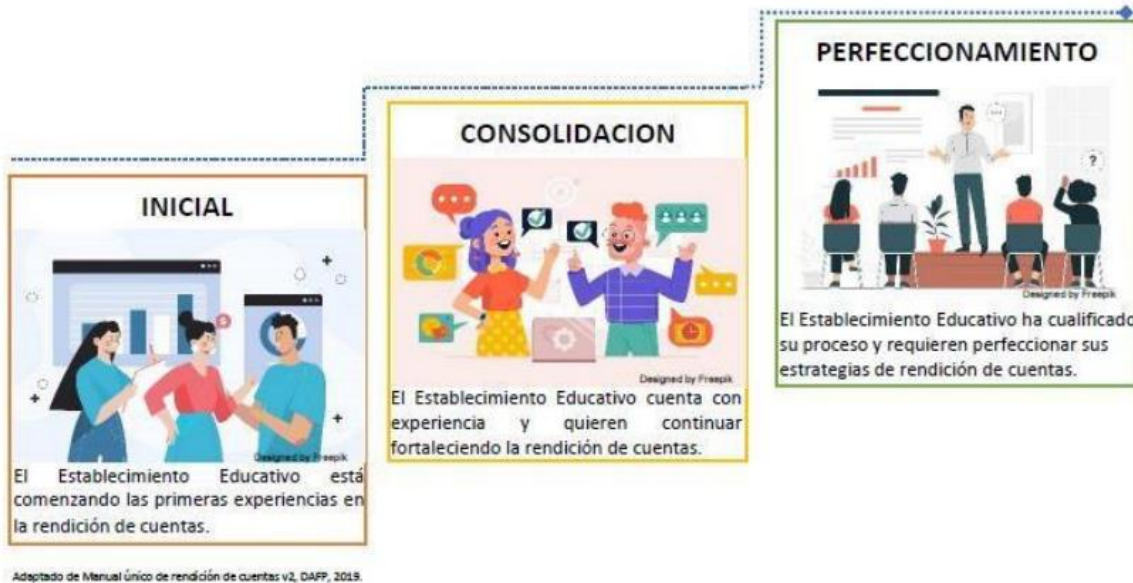 INICIAL
Designed by Freepik
El Establecimiento Educativo está
comenzando las primeras experiencias en
la rendición de cuentas.
CONSOLIDACION
Designed by Freepik
El Establecimiento Educativo cuenta con
experiencia y quieren continuar
fortaleciendo la rendición de cuentas.
PERFECCIONAMIENTO
?
Designed by Freepik
El Establecimiento Educativo ha cualificado
su proceso y requieren perfeccionar sus
estrategias de rendición de cuentas.
Adaptado de Manual único de rendición de cuentas v2, DAFP, 2019.